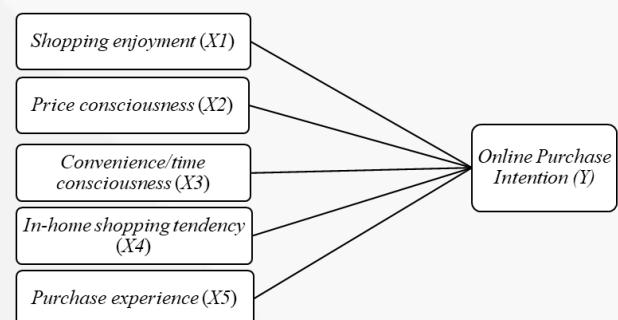 Shopping enjoyment (X1)
Price consciousness (X2)
Convenience/time
consciousness (X3)
In-home shopping tendency
(X4)
Purchase experience (X5)
Online Purchase
Intention (Y)